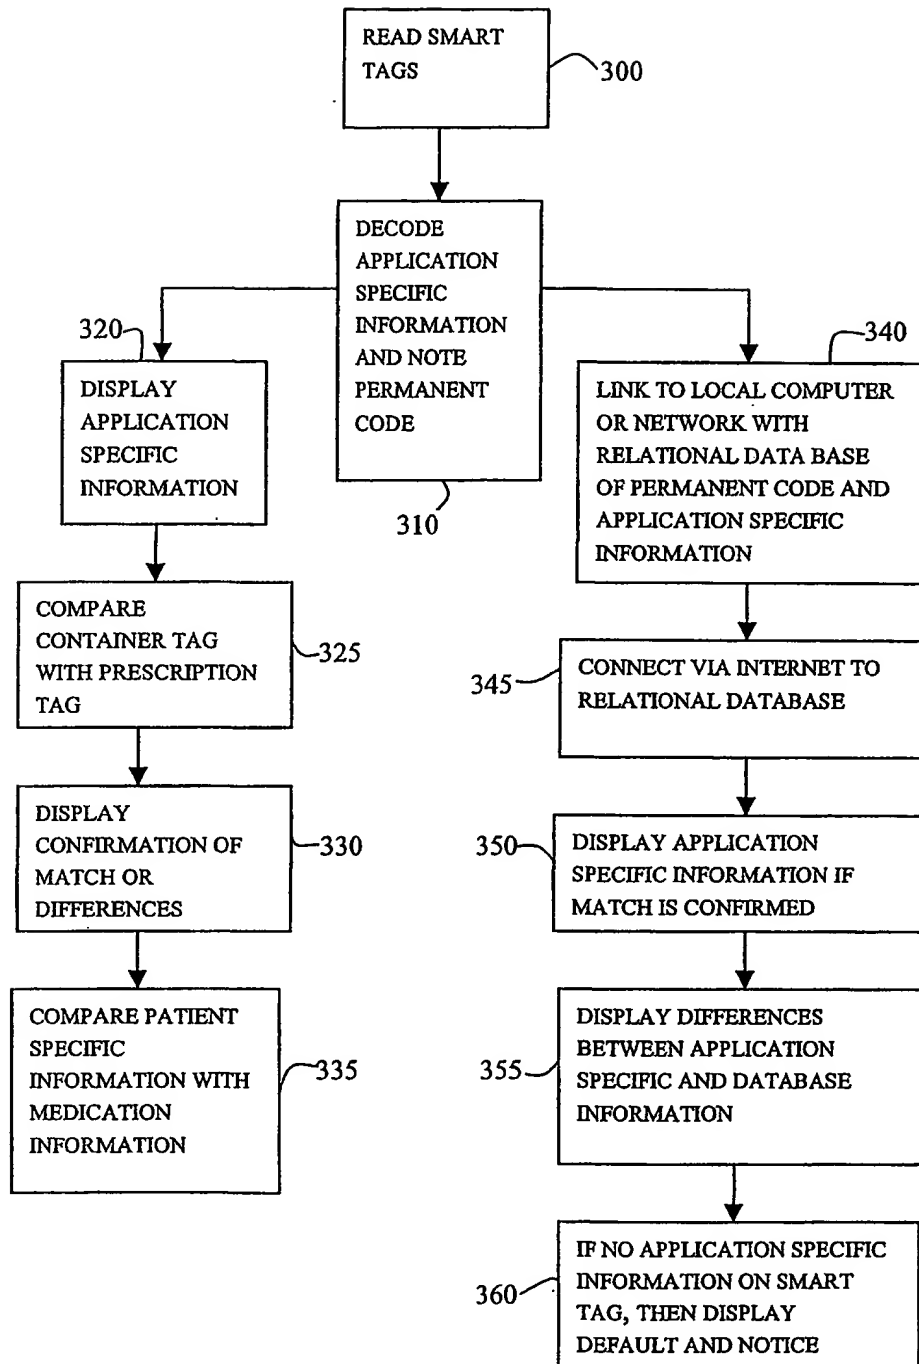 READ SMART
TAGS
300
DECODE
APPLICATION
SPECIFIC
INFORMATION
AND NOTE
PERMANENT
CODE
310
320
DISPLAY
APPLICATION
SPECIFIC
INFORMATION
COMPARE
CONTAINER TAG
WITH PRESCRIPTION
TAG
325
DISPLAY
CONFIRMATION OF
MATCH OR
DIFFERENCES
330
COMPARE PATIENT
SPECIFIC
INFORMATION WITH
MEDICATION
INFORMATION
335
340
LINK TO LOCAL COMPUTER
OR NETWORK WITH
RELATIONAL DATA BASE
OF PERMANENT CODE AND
APPLICATION SPECIFIC
INFORMATION
345
CONNECT VIA INTERNET TO
RELATIONAL DATABASE
350
DISPLAY APPLICATION
SPECIFIC INFORMATION IF
MATCH IS CONFIRMED
355
DISPLAY DIFFERENCES
BETWEEN APPLICATION
SPECIFIC AND DATABASE
INFORMATION
360
IF NO APPLICATION SPECIFIC
INFORMATION ON SMART
TAG, THEN DISPLAY
DEFAULT AND NOTICE